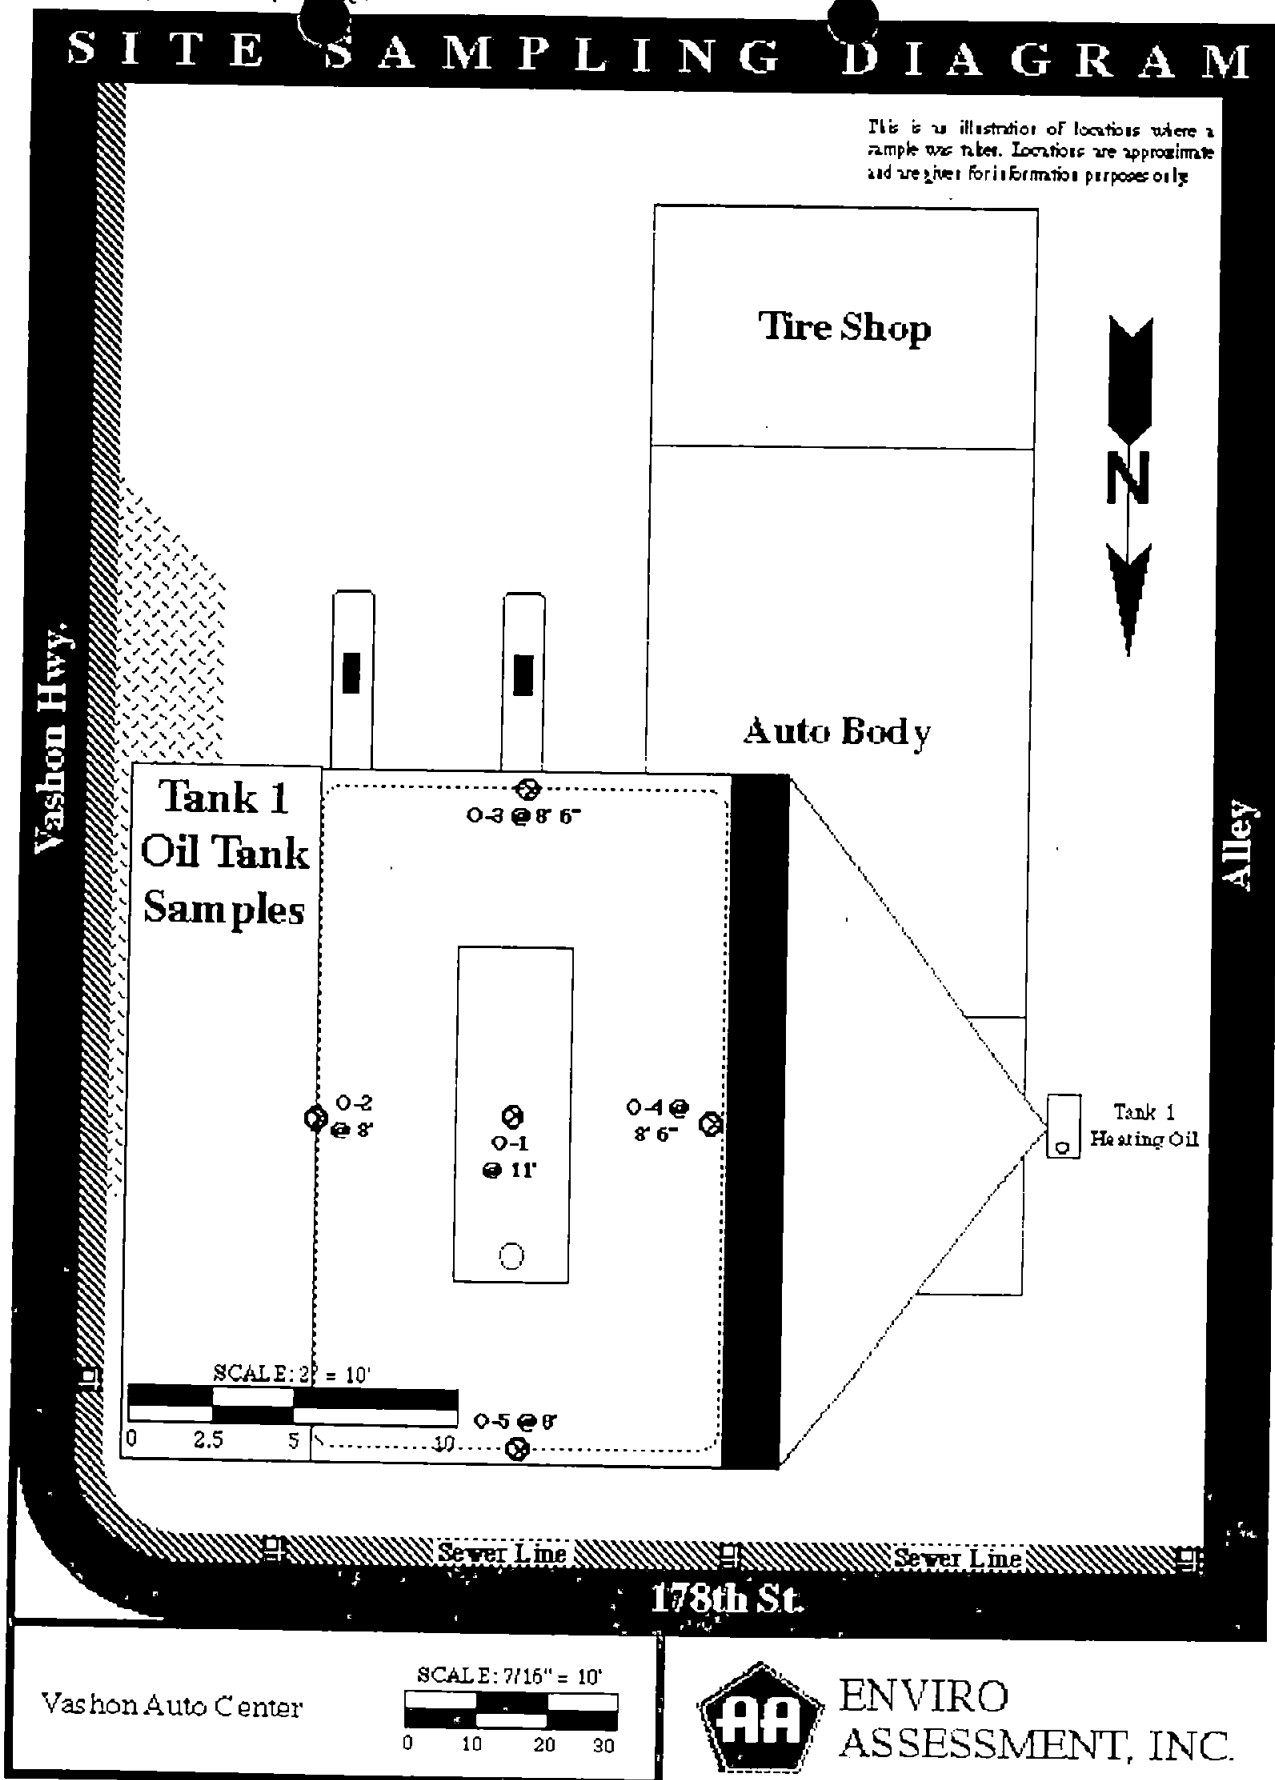 SITE SAMPLING DIAGRAM
This is an illustration of locations where a
sample was taken. Locations are approximate
and are given for information purposes only
Tire Shop
N
Vashon Hwy.
Auto Body
Tank 1
Oil Tank
Samples
O-3 @ 8' 6"
Alley
O-2
@ 8'
O-1
@ 11'
O-4 @
8' 6"
Tank 1
Heating Oil
SCALE: 2" = 10'
0 2.5 5 10
O-5 @ 8'
Sewer Line
Sewer Line
178th St.
Vashon Auto Center
SCALE: 7/16" = 10'
0 10 20 30
AA
ENVIRO
ASSESSMENT, INC.